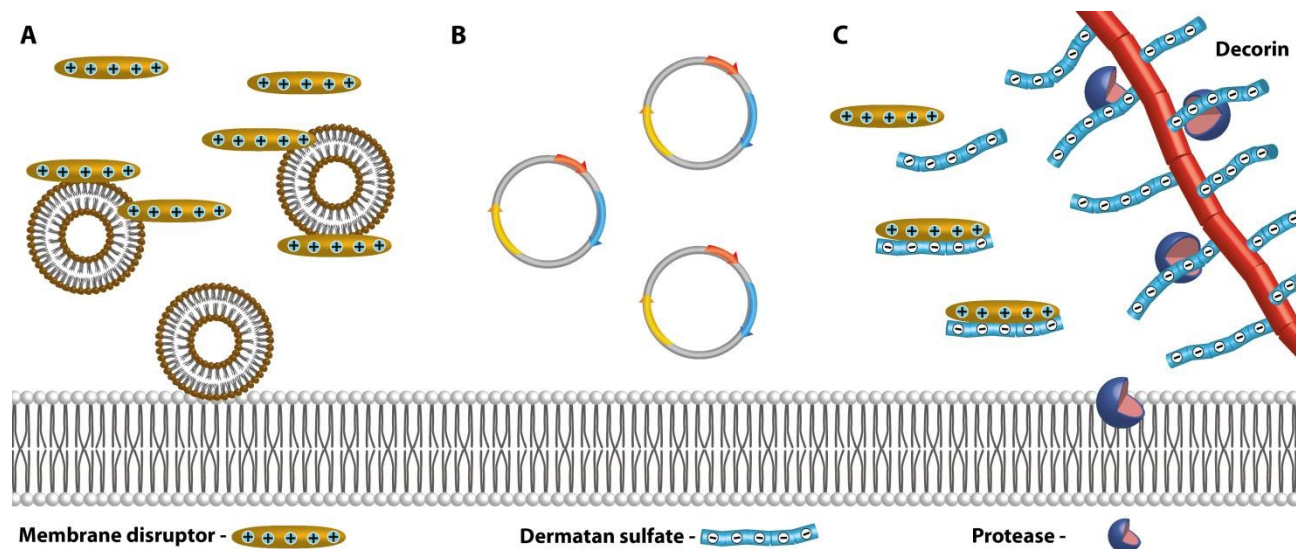 A
B
C
Decorin
Membrane disruptor -
Dermatan sulfate -
Protease -